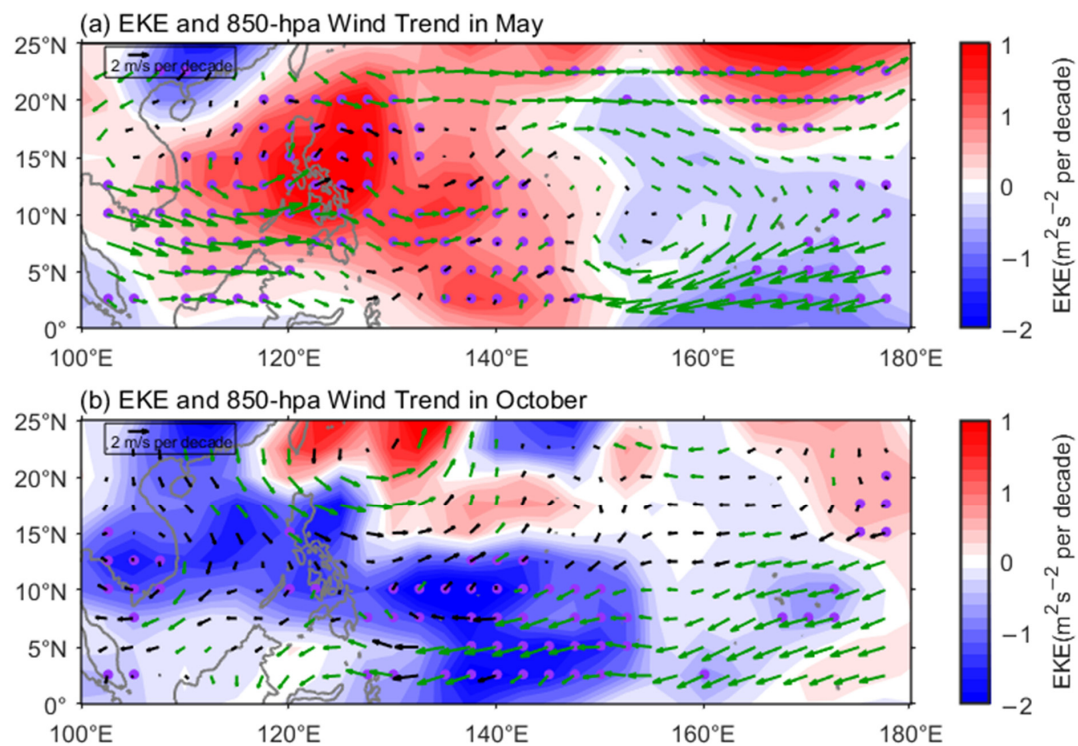 (a) EKE and 850-hpa Wind Trend in May
25°N
20°N
15°N
10°N
5°N
0°
2 m/s per decade
100°E 120°E 140°E 160°E 180°E
1
1
0
−1
−2
EKE(m²s⁻² per decade)
(b) EKE and 850-hpa Wind Trend in October
25°N
20°N
15°N
10°N
5°N
0°
2 m/s per decade
100°E 120°E 140°E 160°E 180°E
1
1
0
−1
−2
EKE(m²s⁻² per decade)